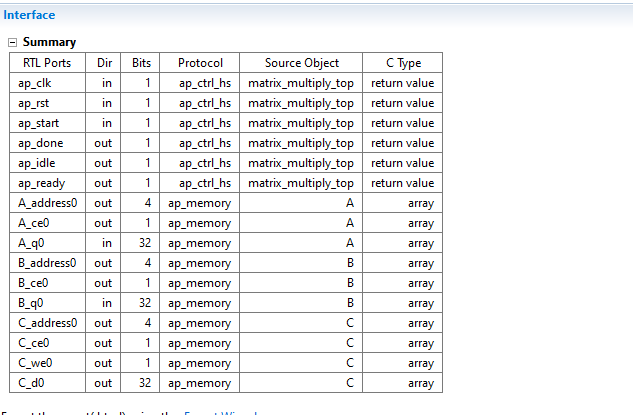 Interface
Summary
RTL Ports Dir Bits Protocol Source Object C Type
ap_clk in 1 ap_ctrl_hs matrix_multiply_top return value
ap_rst in 1 ap_ctrl_hs matrix_multiply_top return value
ap_start in 1 ap_ctrl_hs matrix_multiply_top return value
ap_done out 1 ap_ctrl_hs matrix_multiply_top return value
ap_idle out 1 ap_ctrl_hs matrix_multiply_top return value
ap_ready out 1 ap_ctrl_hs matrix_multiply_top return value
A_address0 out 4 ap_memory A array
A_ce0 out 1 ap_memory A array
A_q0 in 32 ap_memory A array
B_address0 out 4 ap_memory B array
B_ce0 out 1 ap_memory B array
B_q0 in 32 ap_memory B array
C_address0 out 4 ap_memory C array
C_ce0 out 1 ap_memory C array
C_we0 out 1 ap_memory C array
C_d0 out 32 ap_memory C array